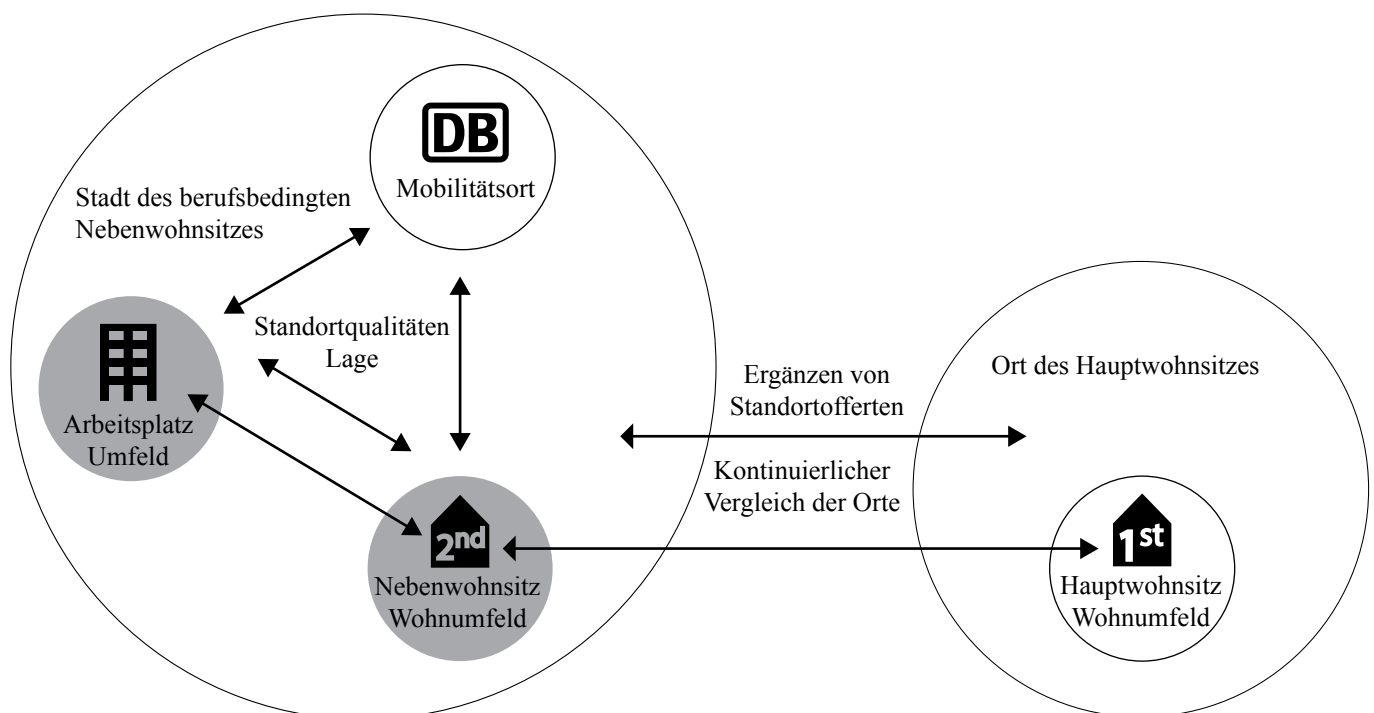 DB
Mobilitätsort
Stadt des berufsbedingten
Nebenwohnsitzes
Standortqualitäten
Lage
Arbeitsplatz
Umfeld
2nd
Nebenwohnsitz
Wohnumfeld
Ergänzen von
Standortofferten
Kontinuierlicher
Vergleich der Orte
Ort des Hauptwohnsitzes
1st
Hauptwohnsitz
Wohnumfeld